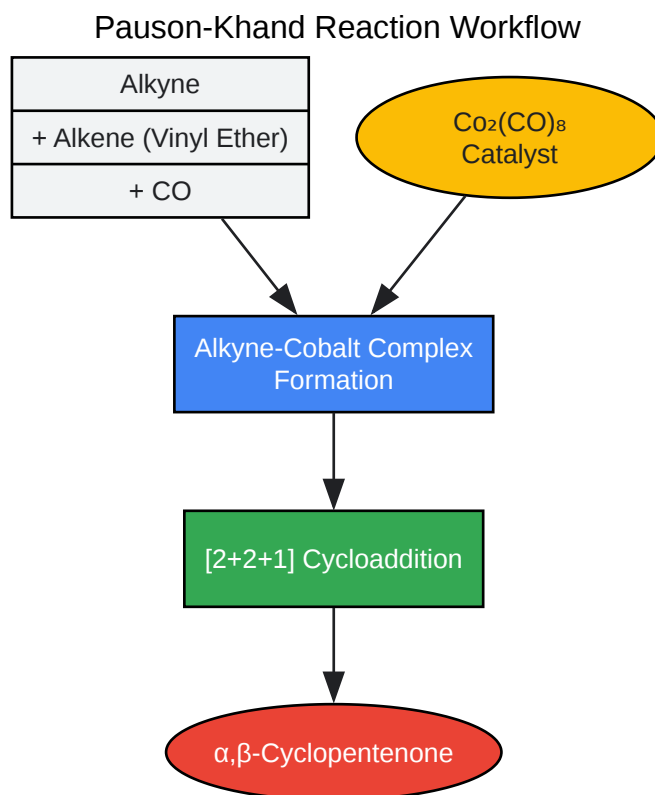 Pauson-Khand Reaction Workflow
Alkyne
+ Alkene (Vinyl Ether)
+ CO
Co₂(CO)₈
Catalyst
Alkyne-Cobalt Complex
Formation
[2+2+1] Cycloaddition
α,β-Cyclopentenone